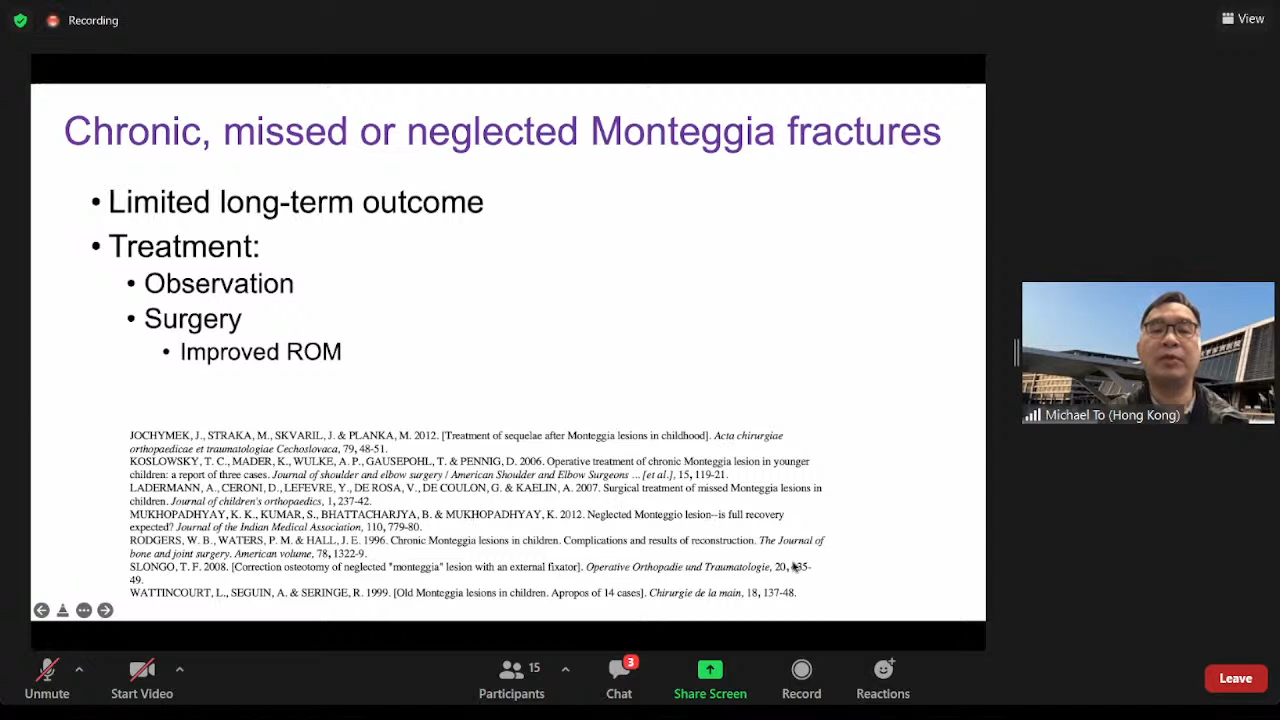 Recording
View
Chronic, missed or neglected Monteggia fractures
• Limited long-term outcome
• Treatment:
• Observation
• Surgery
• Improved ROM
JOCHYMEK, J., STRAKA, M., SKVARIL, J. & PLANKA, M. 2012. [Treatment of sequelae after Monteggia lesions in childhood]. Acta chirurgiae
orthopaedicae et traumatologiae Cechoslovaca, 79, 48-51.
KOSLOWSKY, T. C., MADER, K., WULKE, A. P., GAUSEPOHL, T. & PENNIG, D. 2006. Operative treatment of chronic Monteggia lesion in younger
children: a report of three cases. Journal of shoulder and elbow surgery / American Shoulder and Elbow Surgeons ... [et al.], 15, 119-21.
LADERMANN, A., CERONI, D., LEFEVRE, Y., DE ROSA, V., DE COULON, G. & KAELIN, A. 2007. Surgical treatment of missed Monteggia lesions in
children. Journal of children's orthopaedics, 1, 237-42.
MUKHOPADHYAY, K. K., KUMAR, S., BHATTACHARJYA, B. & MUKHOPADHYAY, K. 2012. Neglected Monteggio lesion--is full recovery
expected? Journal of the Indian Medical Association, 110, 779-80.
RODGERS, W. B., WATERS, P. M. & HALL, J. E. 1996. Chronic Monteggia lesions in children. Complications and results of reconstruction. The Journal of
bone and joint surgery. American volume, 78, 1322-9.
SLONGO, T. F. 2008. [Correction osteotomy of neglected "monteggia" lesion with an external fixator]. Operative Orthopadie und Traumatologie, 20,
49.
WATTINCOURT, L., SEGUIN, A. & SERINGE, R. 1999. [Old Monteggia lesions in children. Apropos of 14 cases]. Chirurgie de la main, 18, 137-48.
Michael To (Hong Kong)
Unmute
Start Video
15
Participants
3
Chat
Share Screen
Record
Reactions
Leave